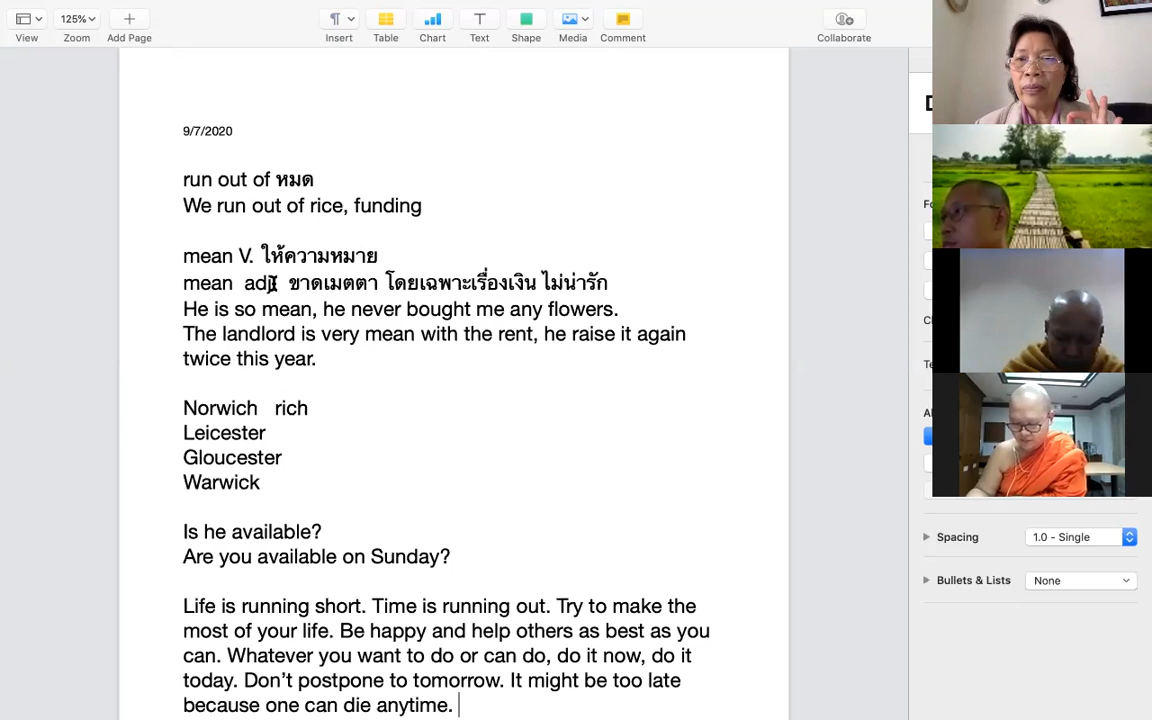 View
125%
Zoom
Add Page
Insert
Table
Chart
Text
Shape
Media
Comment
Collaborate
9/7/2020
run out of หมด
We run out of rice, funding
mean V. ให้ความหมาย
mean adj ขาดเมตตา โดยเฉพาะเรื่องเงิน ไม่น่ารัก
He is so mean, he never bought me any flowers.
The landlord is very mean with the rent, he raise it again
twice this year.
Norwich rich
Leicester
Gloucester
Warwick
Is he available?
Are you available on Sunday?
Life is running short. Time is running out. Try to make the
most of your life. Be happy and help others as best as you
can. Whatever you want to do or can do, do it now, do it
today. Don’t postpone to tomorrow. It might be too late
because one can die anytime.
Spacing
1.0 - Single
Bullets & Lists
None